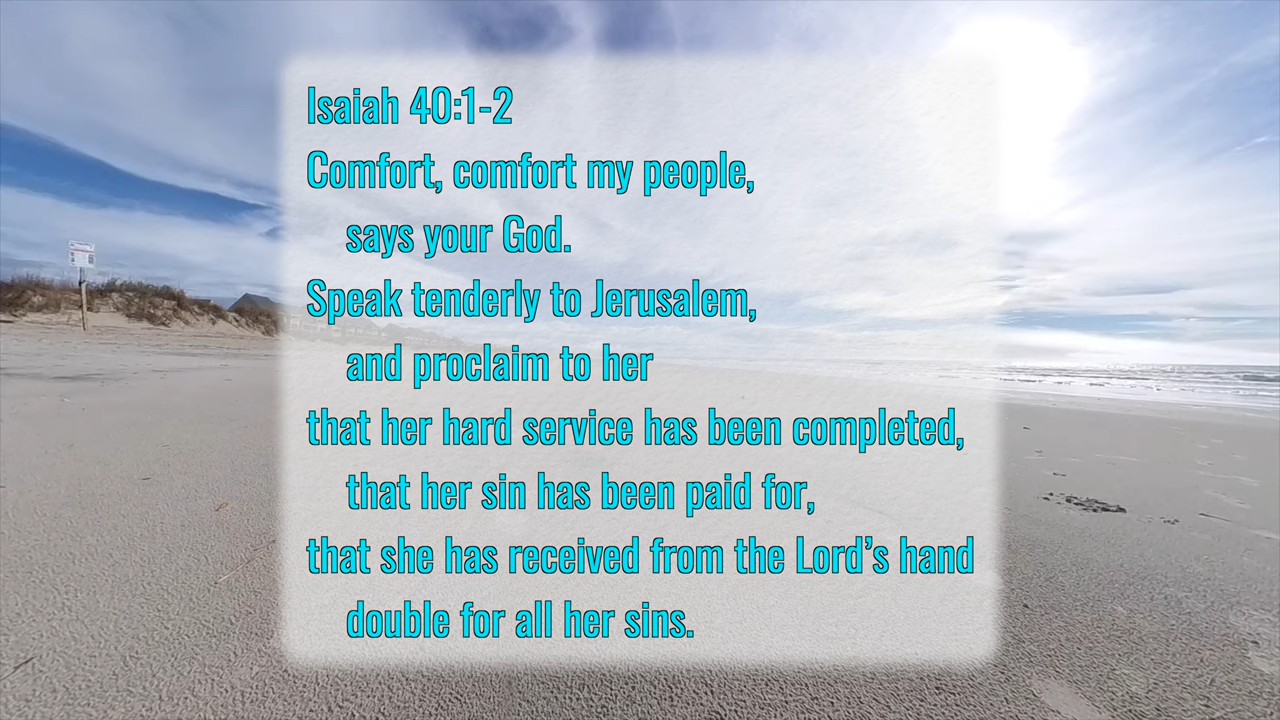 Isaiah 40:1-2
Comfort, comfort my people,
says your God.
Speak tenderly to Jerusalem,
and proclaim to her
that her hard service has been completed,
that her sin has been paid for,
that she has received from the Lord’s hand
double for all her sins.